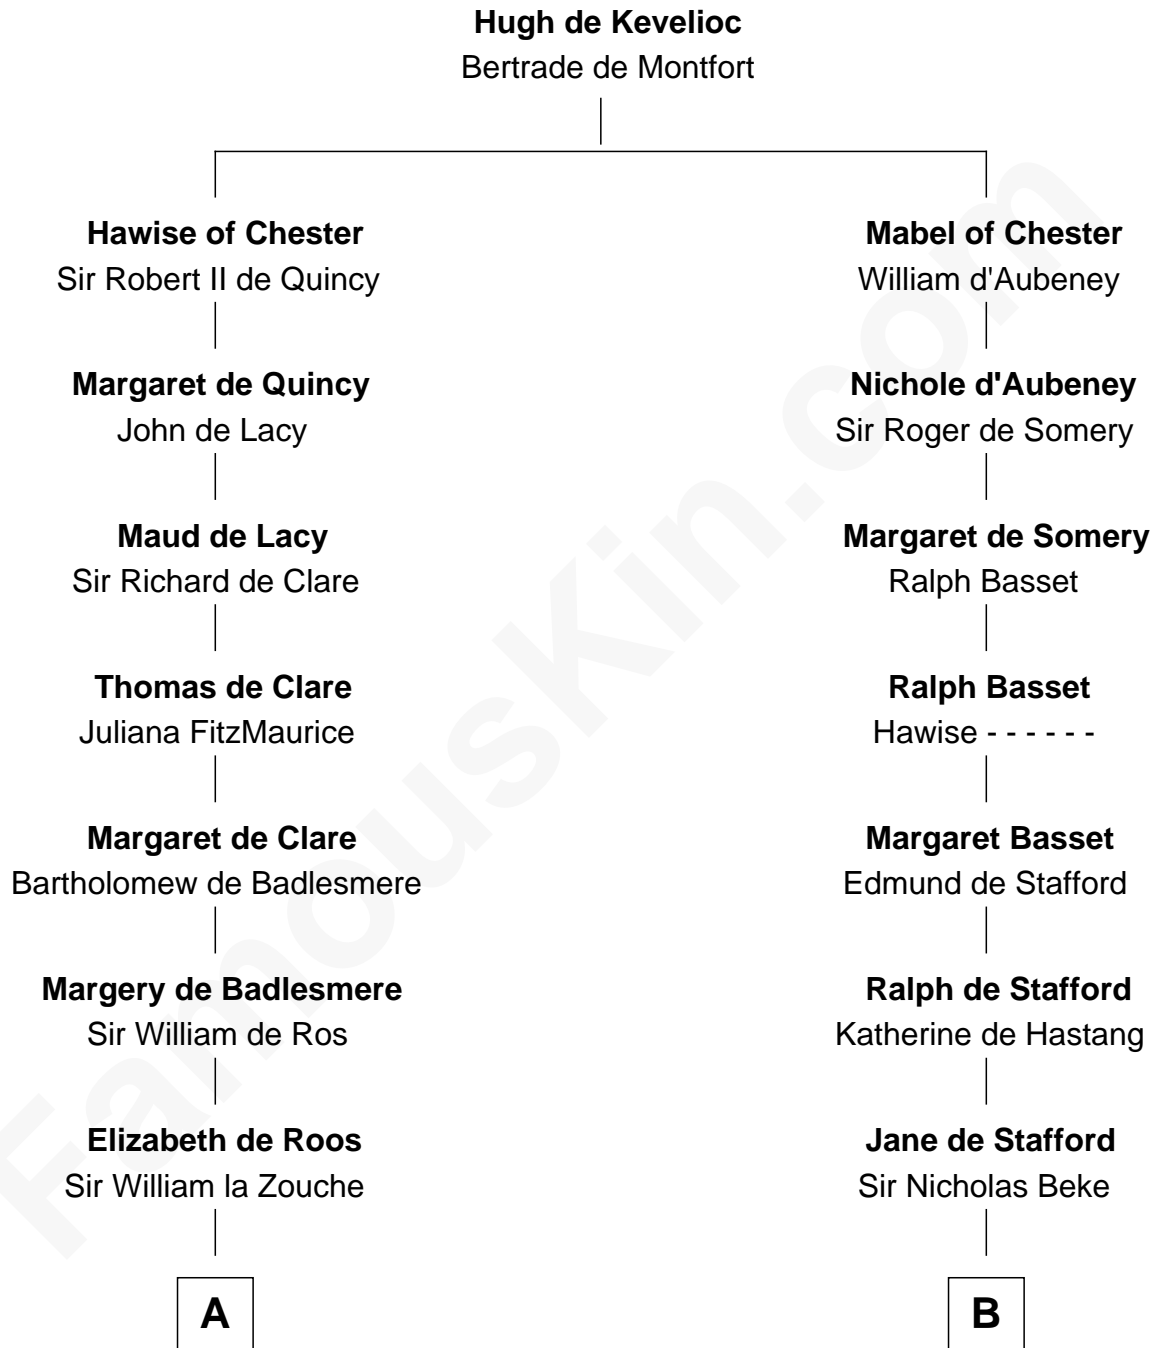 Hugh de Kevelioc
Bertrade de Montfort
Hawise of Chester
Sir Robert II de Quincy
Mabel of Chester
William d'Aubeney
Margaret de Quincy
John de Lacy
Nichole d'Aubeney
Sir Roger de Somery
Maud de Lacy
Sir Richard de Clare
Margaret de Somery
Ralph Basset
Thomas de Clare
Juliana FitzMaurice
Ralph Basset
Hawise - - - - - -
Margaret de Clare
Bartholomew de Badlesmere
Margaret Basset
Edmund de Stafford
Margery de Badlesmere
Sir William de Ros
Ralph de Stafford
Katherine de Hastang
Elizabeth de Roos
Sir William la Zouche
Jane de Stafford
Sir Nicholas Beke
A
B
FamousKin.com